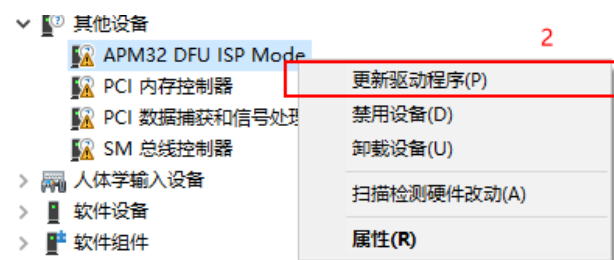 其他设备
2
APM32 DFU ISP Mode
更新驱动程序(P)
PCI 内存控制器
禁用设备(D)
PCI 数据捕获和信号处理
SM 总线控制器
卸载设备(U)
人体学输入设备
扫描检测硬件改动(A)
软件设备
软件组件
属性(R)